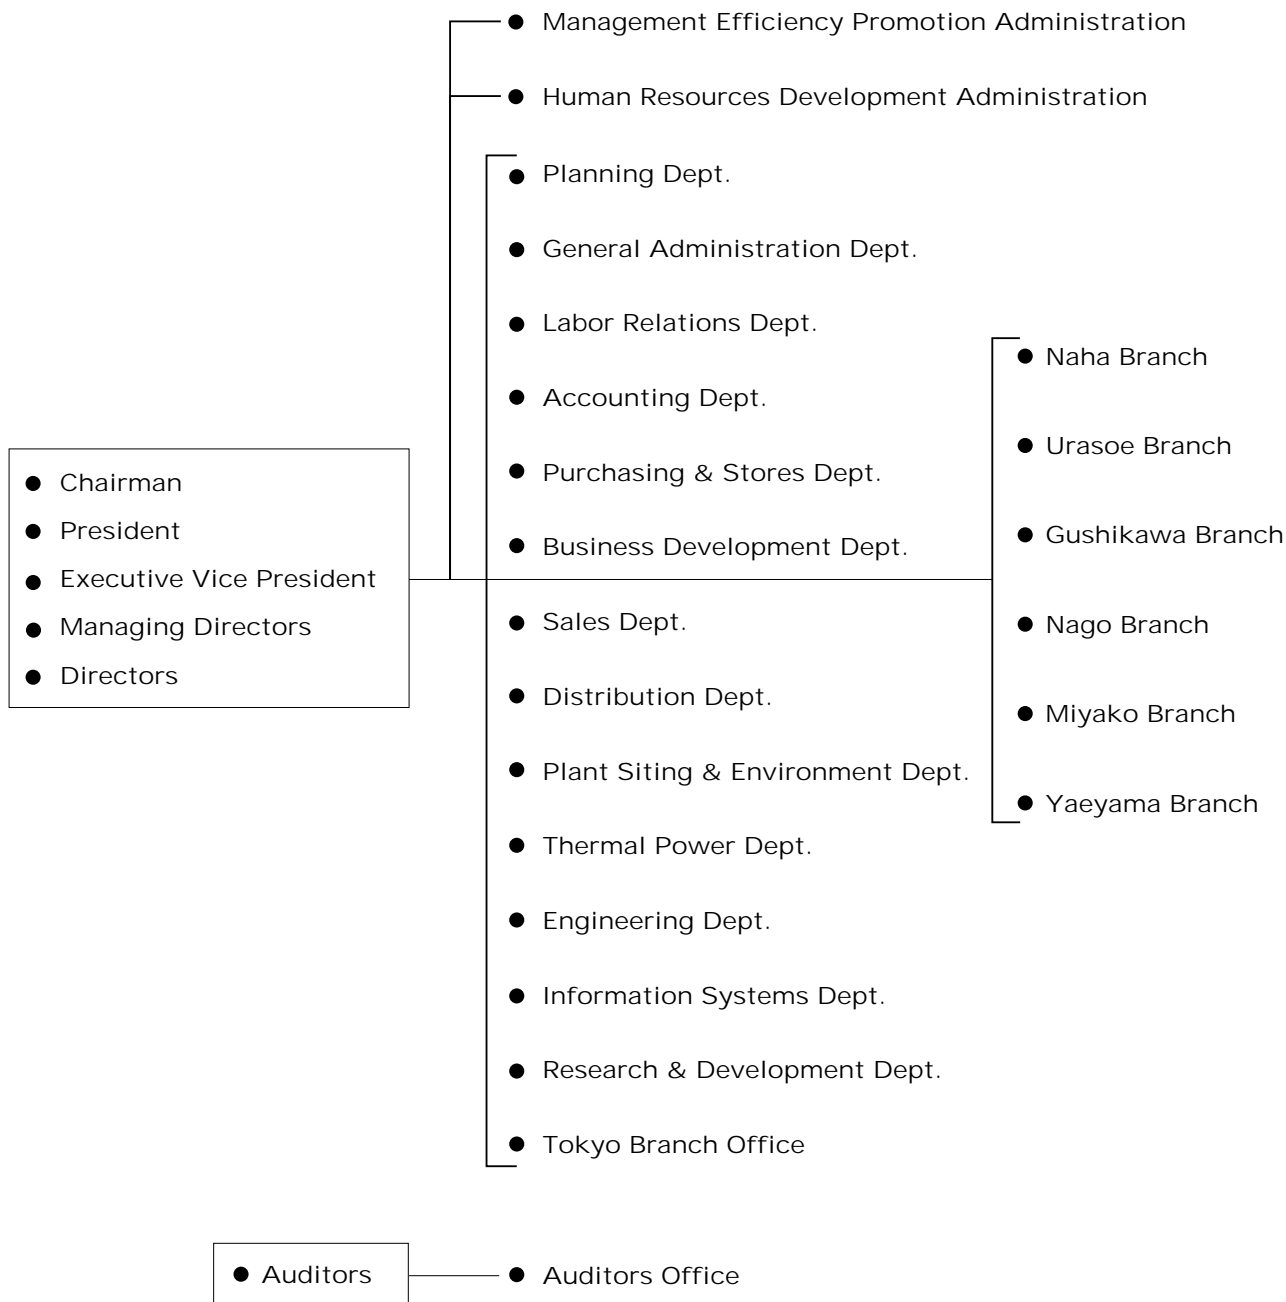 Management Efficiency Promotion Administration
Human Resources Development Administration
Planning Dept.
General Administration Dept.
Labor Relations Dept.
Accounting Dept.
Purchasing & Stores Dept.
Business Development Dept.
Sales Dept.
Distribution Dept.
Plant Siting & Environment Dept.
Thermal Power Dept.
Engineering Dept.
Information Systems Dept.
Research & Development Dept.
Tokyo Branch Office
Naha Branch
Urasoe Branch
Gushikawa Branch
Nago Branch
Miyako Branch
Yaeyama Branch
Chairman
President
Executive Vice President
Managing Directors
Directors
Auditors
Auditors Office